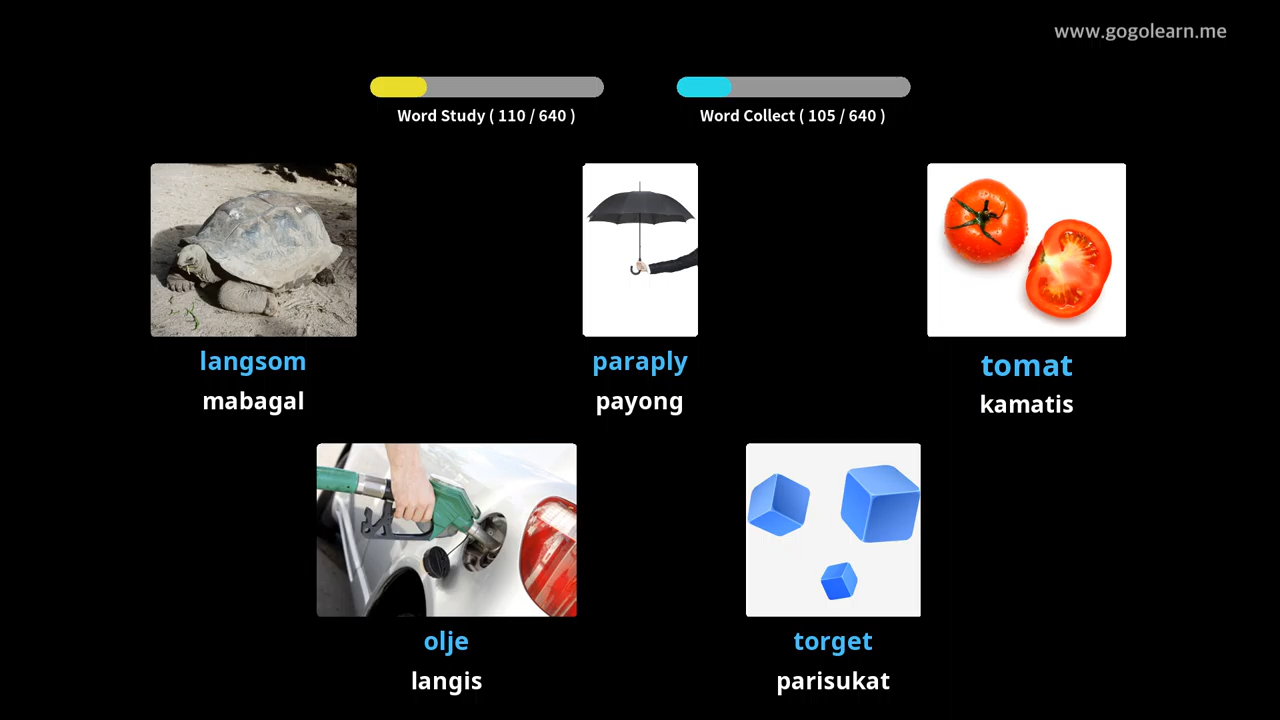 www.gogolearn.me
Word Study ( 110 / 640 )
Word Collect ( 105 / 640 )
langsom
mabagal
paraply
payong
tomat
kamatis
olje
langis
torget
parisukat